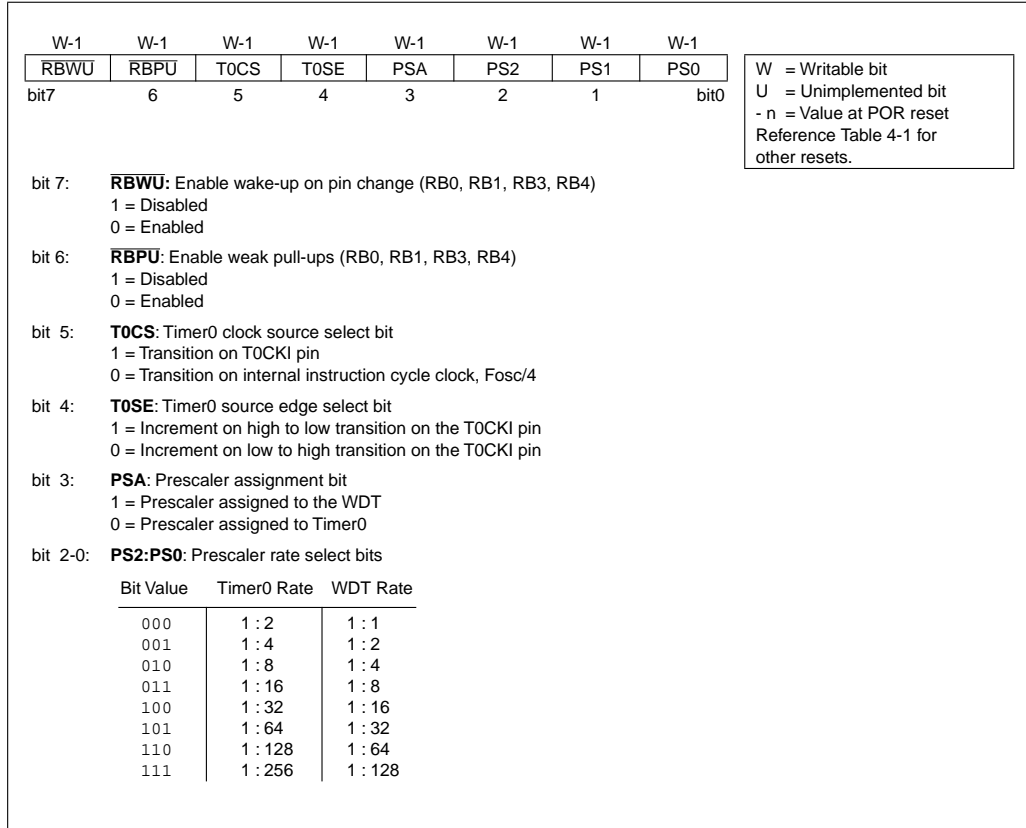 W-1 W-1 W-1 W-1 W-1 W-1 W-1 W-1
RBWU RBPU T0CS T0SE PSA PS2 PS1 PS0
bit7 6 5 4 3 2 1 bit0
W = Writable bit
U = Unimplemented bit
- n = Value at POR reset
Reference Table 4-1 for
other resets.
bit 7: RBWU: Enable wake-up on pin change (RB0, RB1, RB3, RB4)
1 = Disabled
0 = Enabled
bit 6: RBPU: Enable weak pull-ups (RB0, RB1, RB3, RB4)
1 = Disabled
0 = Enabled
bit 5: T0CS: Timer0 clock source select bit
1 = Transition on T0CKI pin
0 = Transition on internal instruction cycle clock, Fosc/4
bit 4: T0SE: Timer0 source edge select bit
1 = Increment on high to low transition on the T0CKI pin
0 = Increment on low to high transition on the T0CKI pin
bit 3: PSA: Prescaler assignment bit
1 = Prescaler assigned to the WDT
0 = Prescaler assigned to Timer0
bit 2-0: PS2:PS0: Prescaler rate select bits
Bit Value Timer0 Rate WDT Rate
000 1 : 2 1 : 1
001 1 : 4 1 : 2
010 1 : 8 1 : 4
011 1 : 16 1 : 8
100 1 : 32 1 : 16
101 1 : 64 1 : 32
110 1 : 128 1 : 64
111 1 : 256 1 : 128